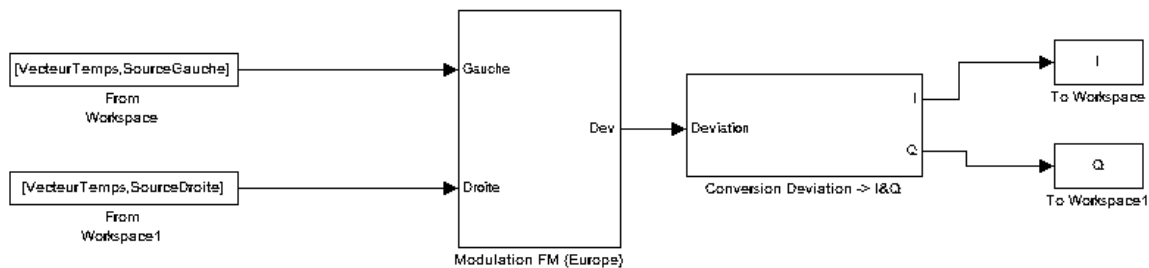 [VecteurTemps,SourceGauche]
From
Workspace
[VecteurTemps,SourceDroite]
From
Workspace1
Gauche
Droite
Dev
Modulation FM (Europe)
Deviation
I
Q
Conversion Deviation -> I&Q
I
To Workspace
Q
To Workspace1